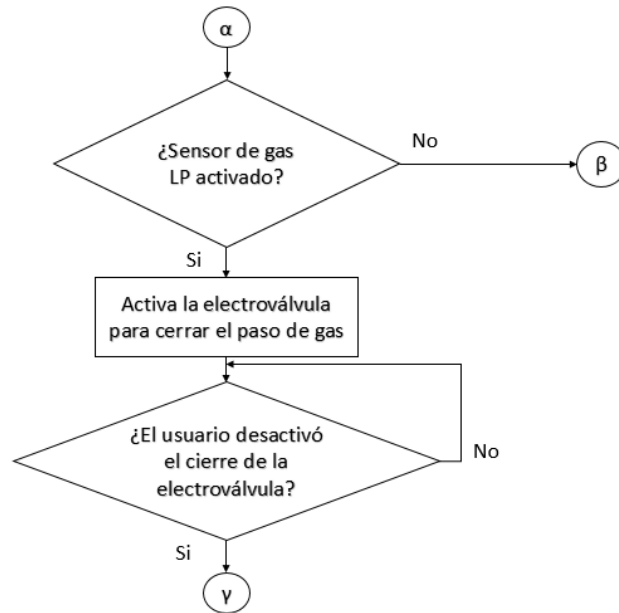 α
¿Sensor de gas
LP activado?
No
β
Si
Activa la electroválvula
para cerrar el paso de gas
¿El usuario desactivó
el cierre de la
electroválvula?
No
Si
γ